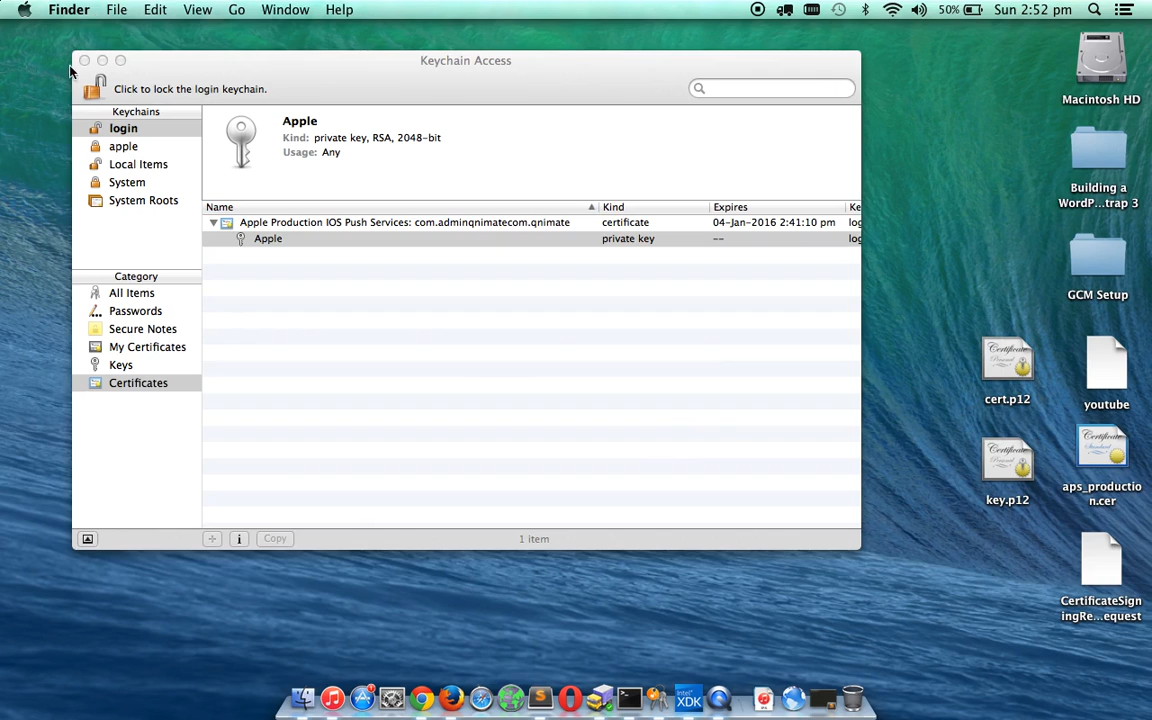 Finder File Edit View Go Window Help 50% Sun 2:52 pm
Keychain Access
Click to lock the login keychain.
Keychains
login
apple
Local Items
System
System Roots
Category
All Items
Passwords
Secure Notes
My Certificates
Keys
Certificates
Apple
Kind: private key, RSA, 2048-bit
Usage: Any
Name Kind Expires Ke
Apple Production IOS Push Services: com.adminqnimatecom.qnimate certificate 04-Jan-2016 2:41:10 pm log
Apple private key -- log
Copy 1 item
Macintosh HD
Building a
WordP...trap 3
GCM Setup
cert.p12
youtube
key.p12
aps_productio
n.cer
CertificateSign
ingRe...equest